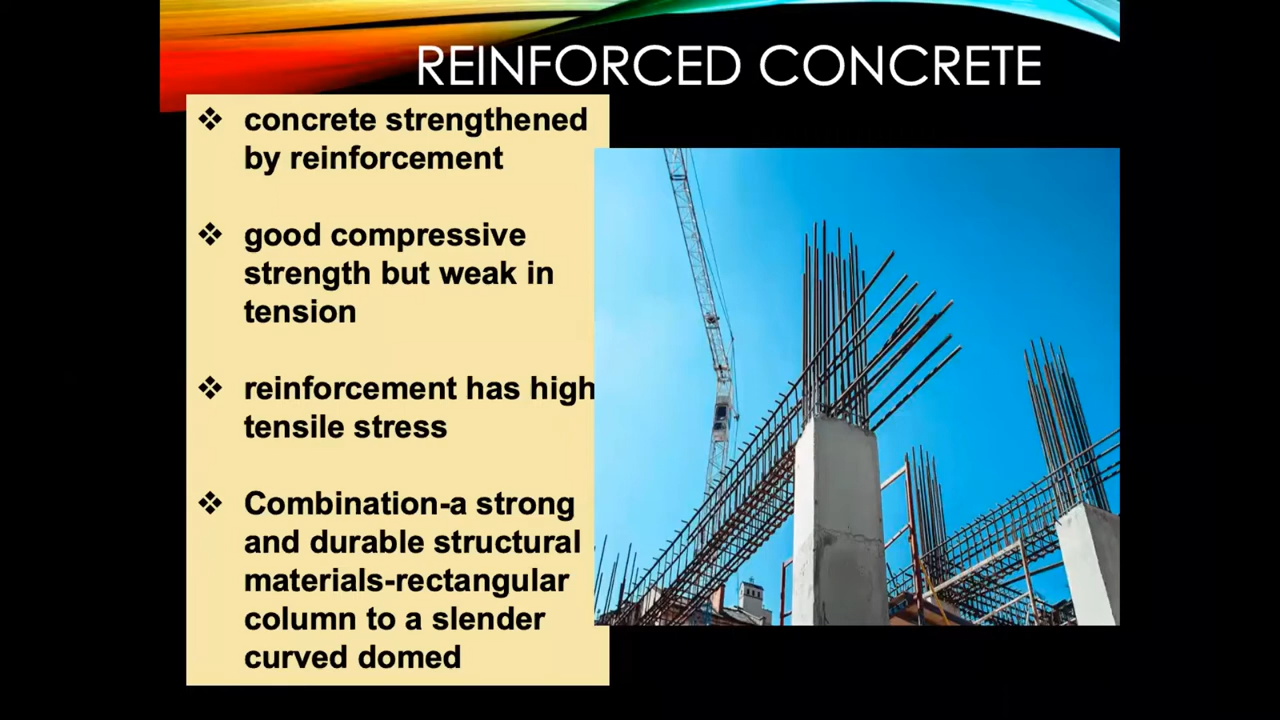 REINFORCED CONCRETE
❖ concrete strengthened
by reinforcement
❖ good compressive
strength but weak in
tension
❖ reinforcement has high
tensile stress
❖ Combination-a strong
and durable structural
materials-rectangular
column to a slender
curved domed